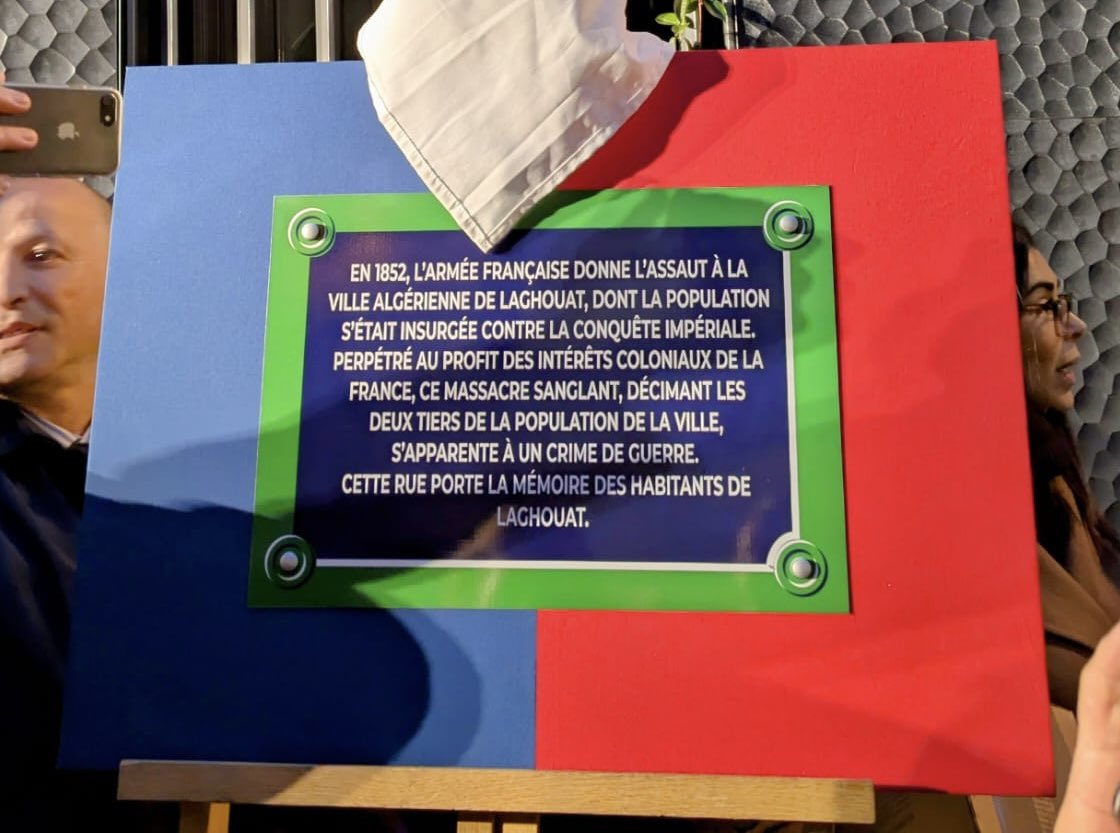 EN 1852, L'ARMÉE FRANÇAISE DONNE L'ASSAUT À LA
VILLE ALGÉRIENNE DE LAGHOUAT, DONT LA POPULATION
S'ÉTAIT INSURGÉE CONTRE LA CONQUÊTE IMPÉRIALE.
PERPÉTRÉ AU PROFIT DES INTÉRÊTS COLONIAUX DE LA
FRANCE, CE MASSACRE SANGLANT, DÉCIMANT LES
DEUX TIERS DE LA POPULATION DE LA VILLE,
S'APPARENTE À UN CRIME DE GUERRE.
CETTE RUE PORTE LA MÉMOIRE DES HABITANTS DE
LAGHOUAT.